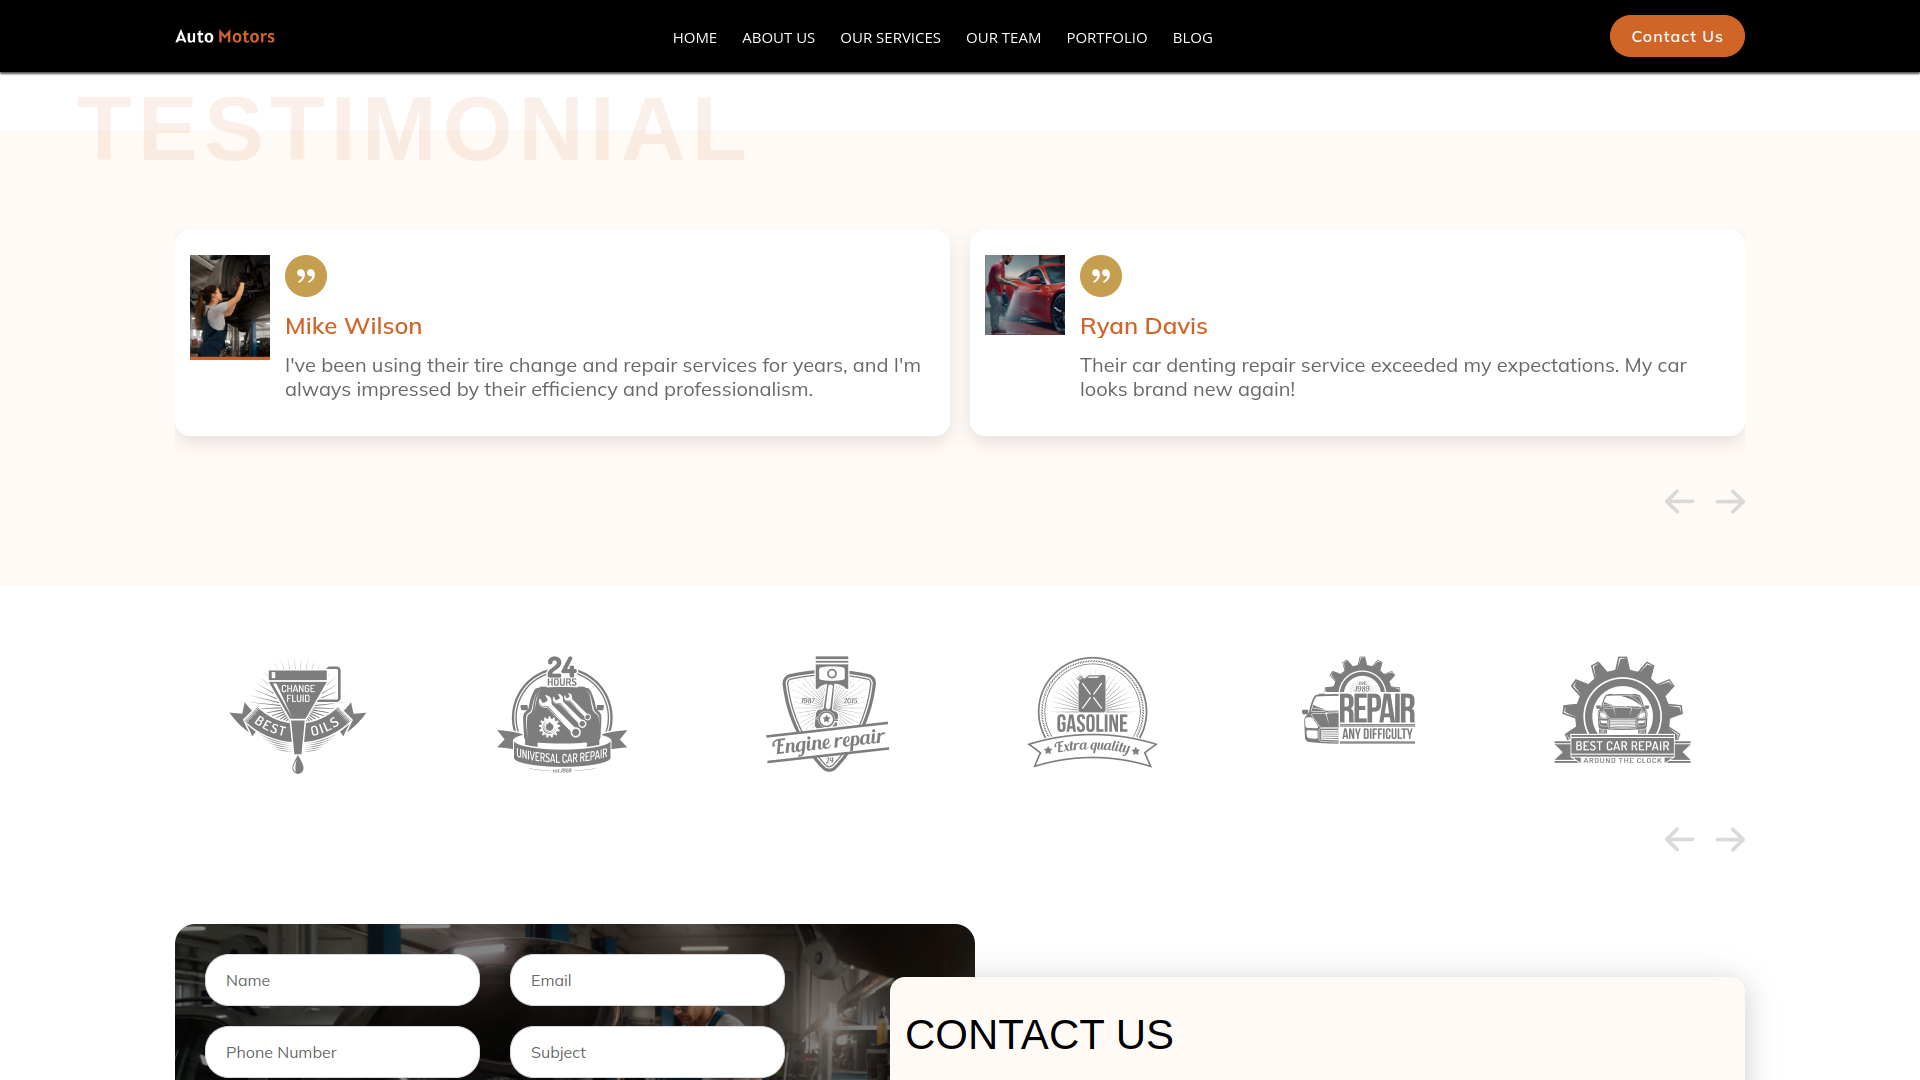 Auto Motors
HOME
ABOUT US
OUR SERVICES
OUR TEAM
PORTFOLIO
BLOG
Contact Us
TESTIMONIAL
Mike Wilson
I've been using their tire change and repair services for years, and I'm
always impressed by their efficiency and professionalism.
Ryan Davis
Their car denting repair service exceeded my expectations. My car
looks brand new again!
CHANGE
FLUID
BEST OILS
24
HOURS
UNIVERSAL CAR REPAIR
est.1989
1987 2015
Engine repair
24
GASOLINE
Extra quality
est.
1989
REPAIR
ANY DIFFICULTY
BEST CAR REPAIR
AROUND THE CLOCK
Name
Email
Phone Number
Subject
CONTACT US